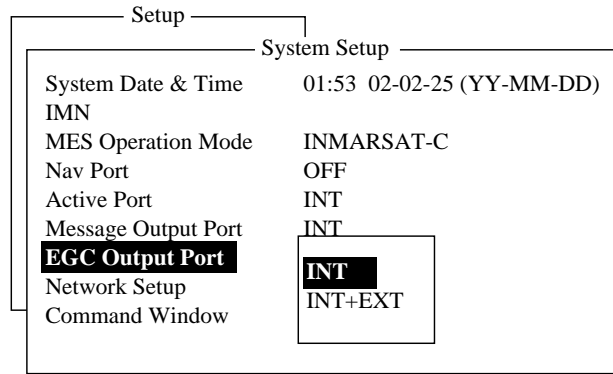 Setup
System Setup
System Date & Time 01:53 02-02-25 (YY-MM-DD)
IMN
MES Operation Mode INMARSAT-C
Nav Port OFF
Active Port INT
Message Output Port INT
EGC Output Port
INT
Network Setup
INT+EXT
Command Window